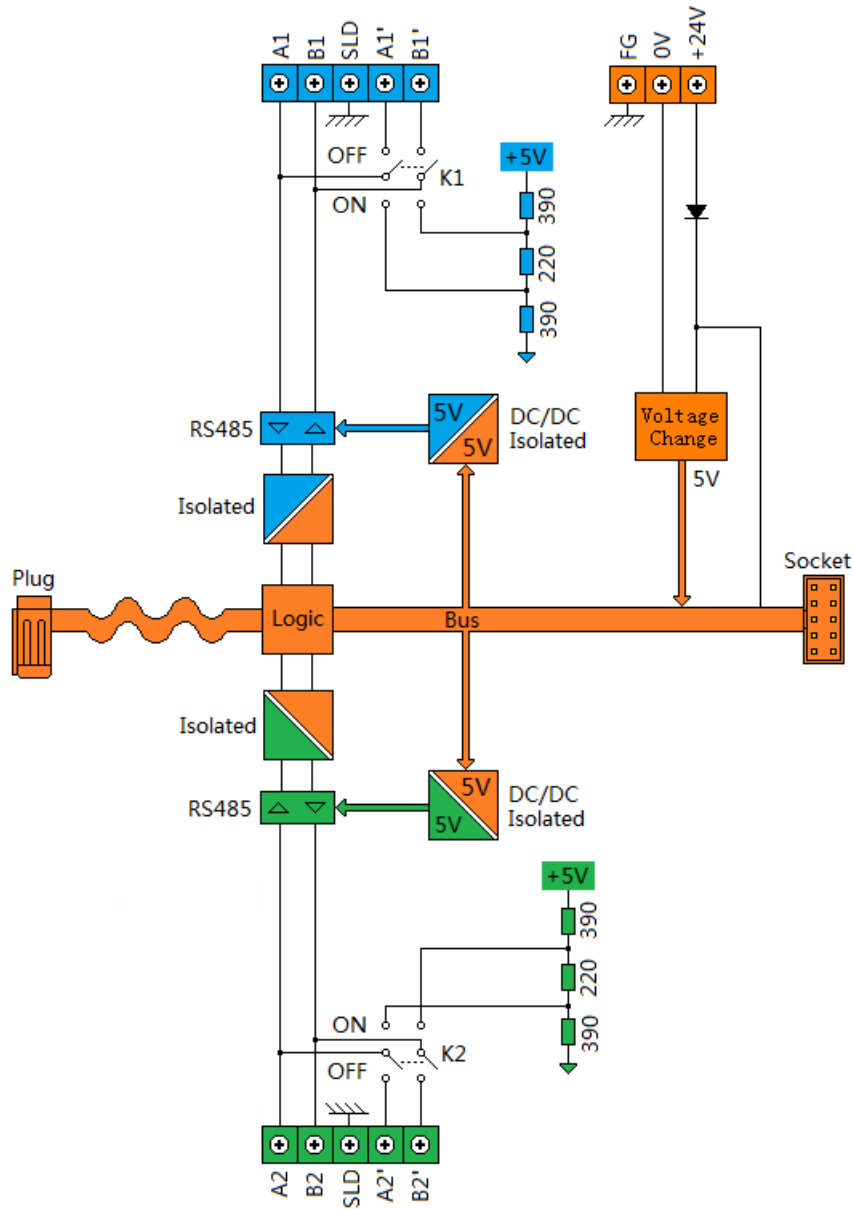 A1
B1
SLD
A1'
B1'
FG
0V
+24V
OFF
K1
ON
+5V
390
220
390
RS485
5V
5V
DC/DC
Isolated
Voltage
Change
5V
Isolated
Plug
Socket
Logic
Bus
Isolated
RS485
5V
5V
DC/DC
Isolated
+5V
390
220
390
ON
K2
OFF
A2
B2
SLD
A2'
B2'